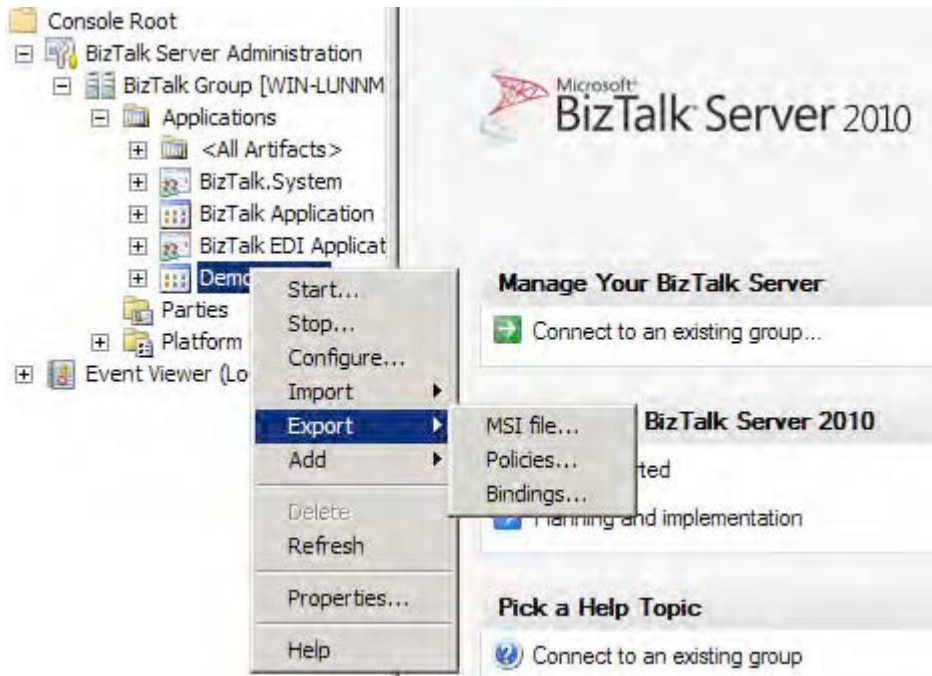 Console Root
BizTalk Server Administration
BizTalk Group [WIN-LUNNM
Applications
<All Artifacts>
BizTalk.System
BizTalk Application
BizTalk EDI Applicat
Demo
Parties
Platform
Event Viewer (Lo
Start...
Stop...
Configure...
Import
Export
Add
Delete
Refresh
Properties...
Help
MSI file...
Policies...
Bindings...
Microsoft
BizTalk Server 2010
Manage Your BizTalk Server
Connect to an existing group...
BizTalk Server 2010
ted
Planning and implementation
Pick a Help Topic
Connect to an existing group